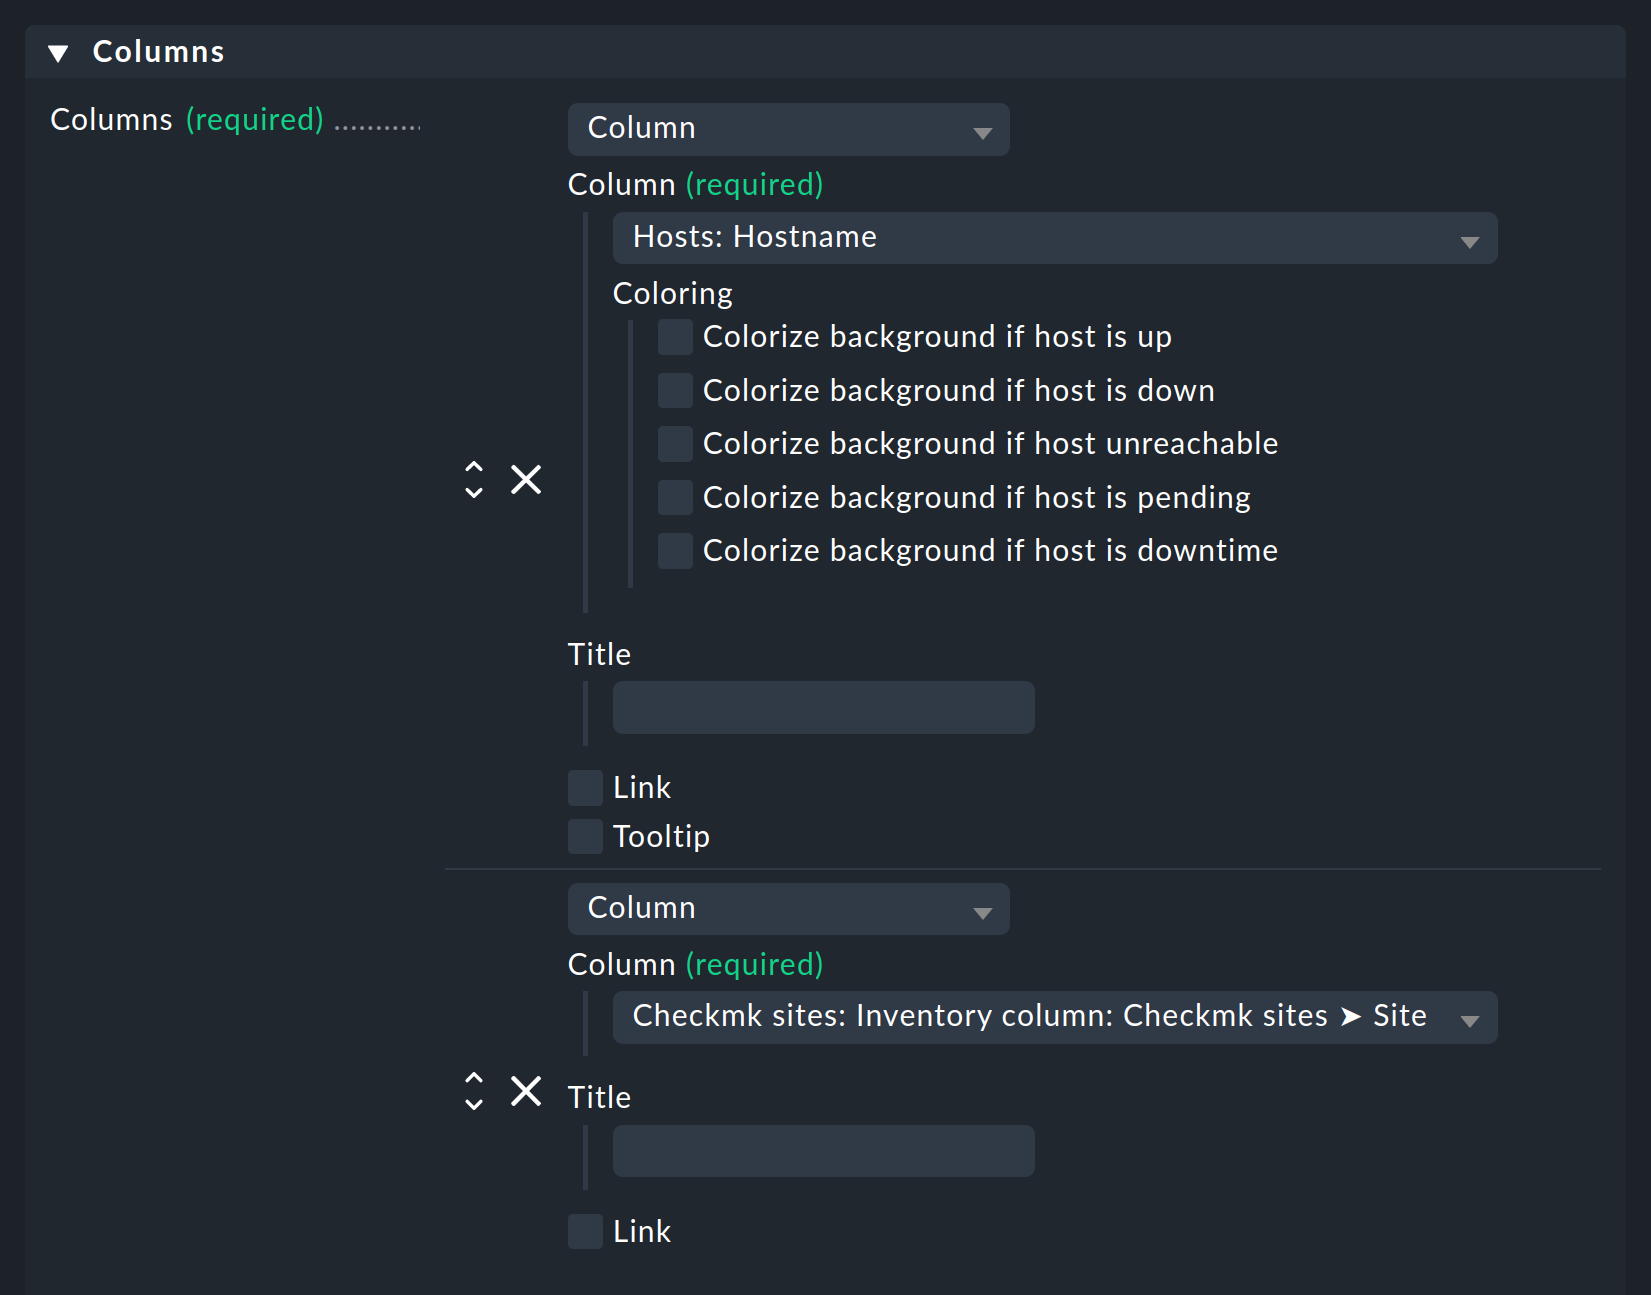 Columns
Columns (required) ...........
Column
Column (required)
Hosts: Hostname
Coloring
Colorize background if host is up
Colorize background if host is down
Colorize background if host unreachable
Colorize background if host is pending
Colorize background if host is downtime
Title
Link
Tooltip
Column
Column (required)
Checkmk sites: Inventory column: Checkmk sites ➤ Site
Title
Link